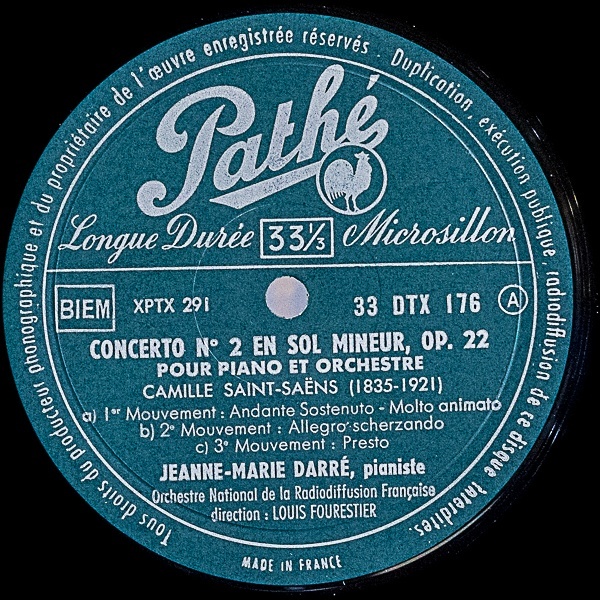 Tous droits du producteur phonographique et du propriétaire de l'œuvre enregistrée réservés. Duplication, exécution publique, radiodiffusion de ce disque interdites.
Pathé
Longue Durée 33⅓ Microsillon
BIEM XPTX 291 33 DTX 176 A
CONCERTO N° 2 EN SOL MINEUR, OP. 22
POUR PIANO ET ORCHESTRE
CAMILLE SAINT-SAËNS (1835-1921)
a) 1er Mouvement : Andante Sostenuto - Molto animato
b) 2e Mouvement : Allegro scherzando
c) 3e Mouvement : Presto
JEANNE-MARIE DARRÉ, pianiste
Orchestre National de la Radiodiffusion Française
direction : LOUIS FOURESTIER
MADE IN FRANCE